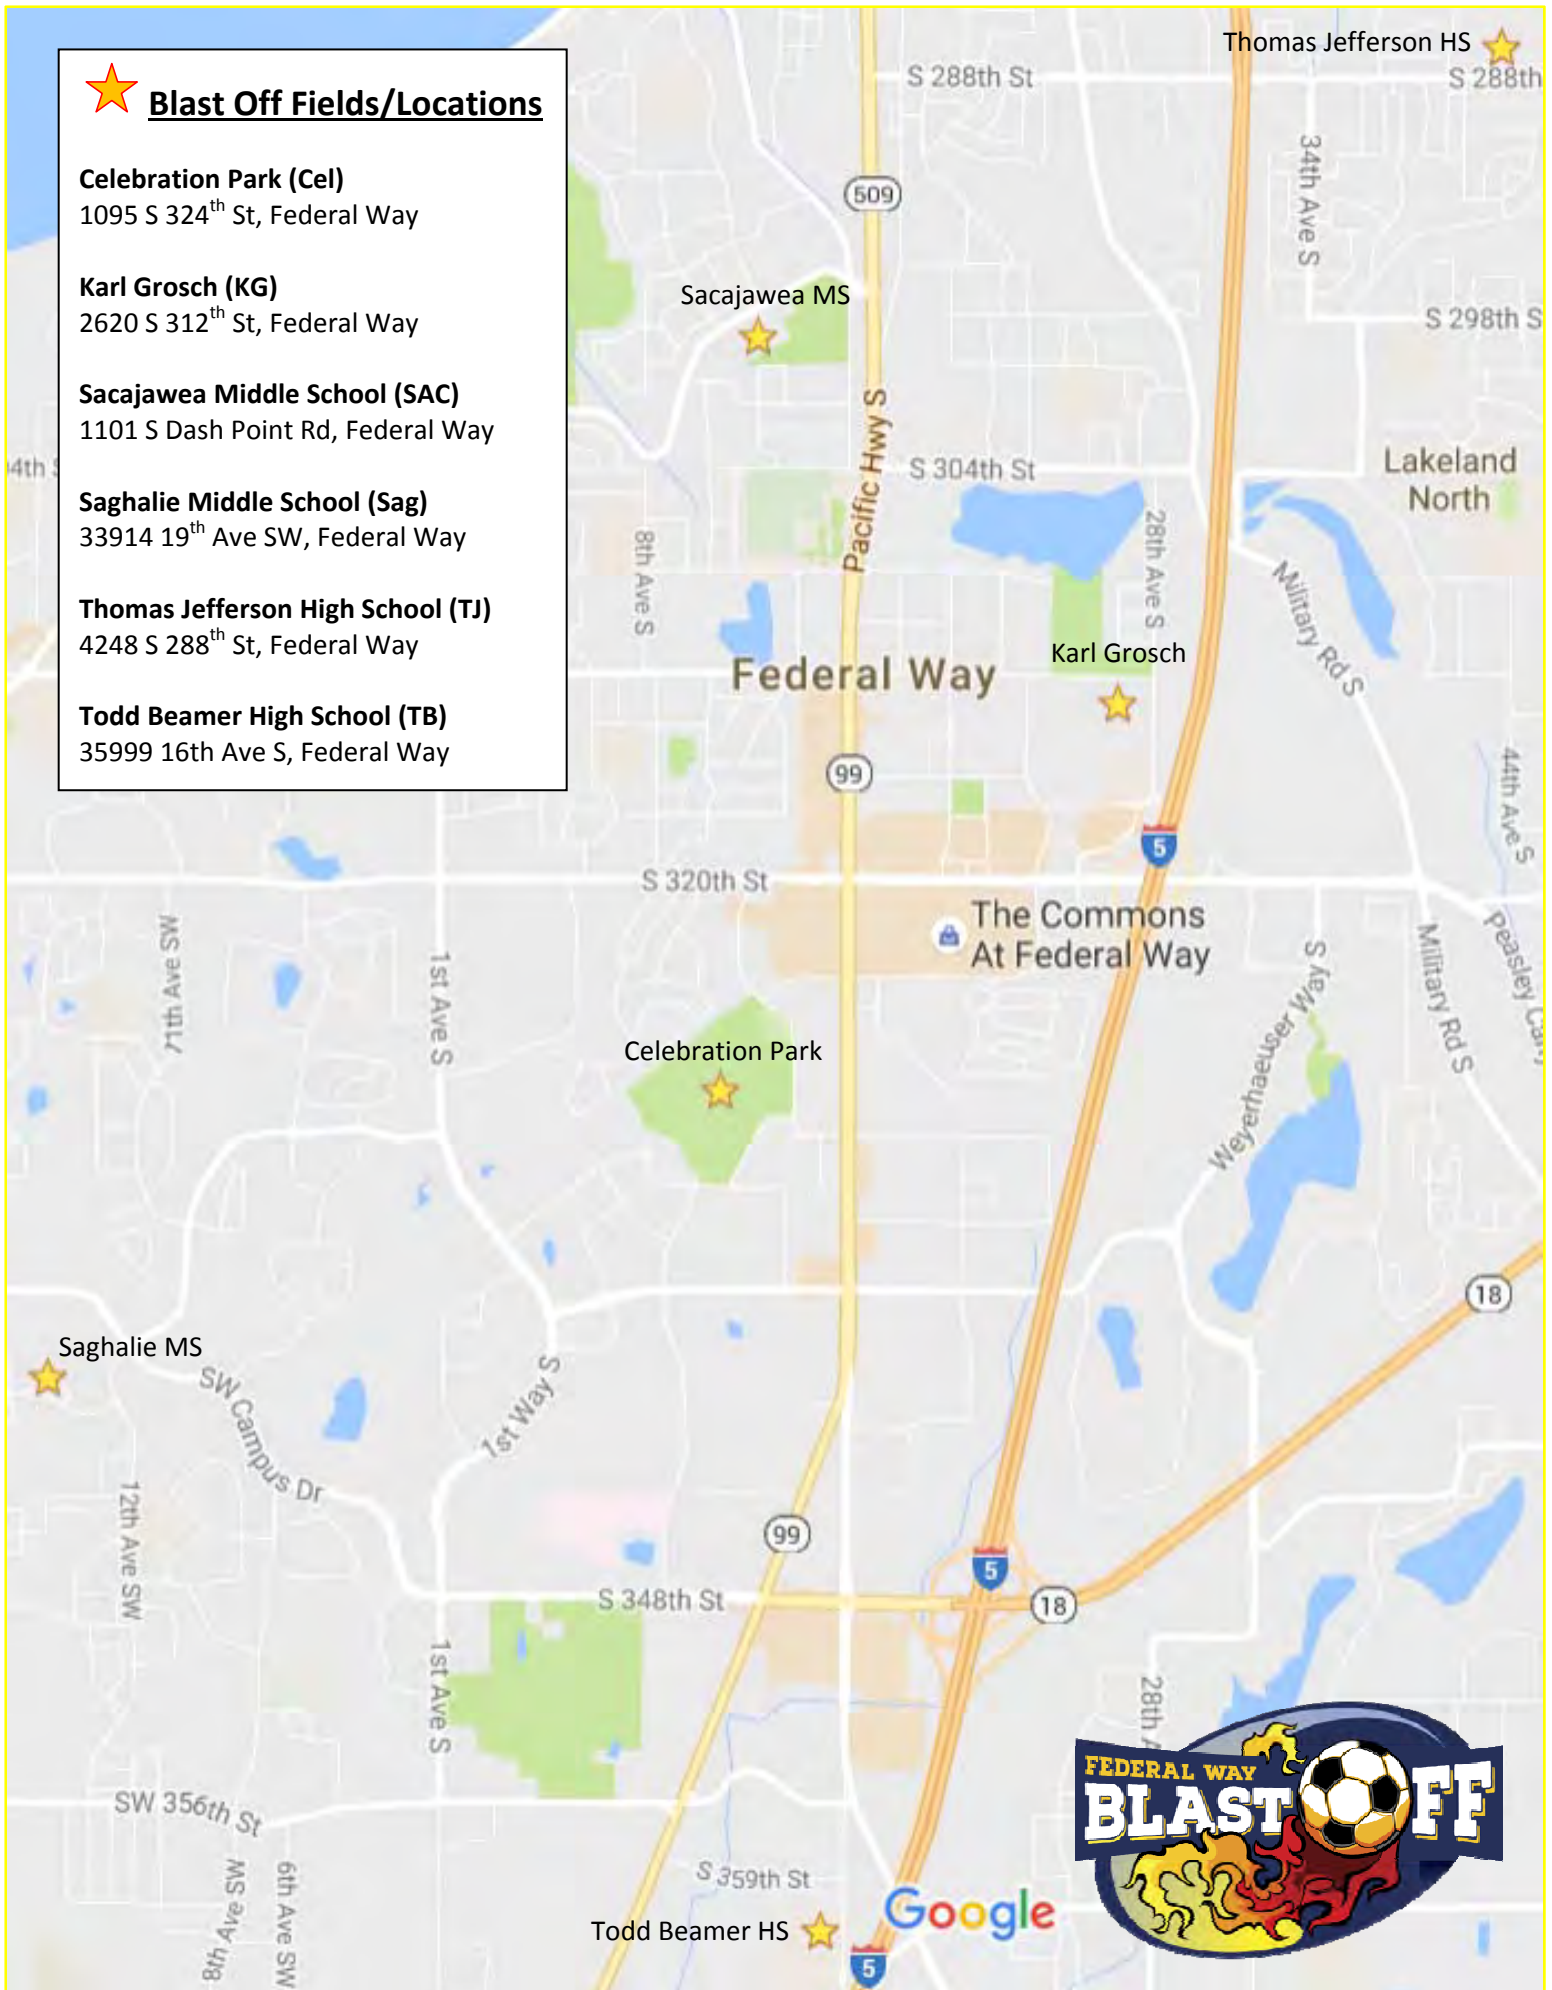 Blast Off Fields/Locations
Celebration Park (Cel)
1095 S 324th St, Federal Way
Karl Grosch (KG)
2620 S 312th St, Federal Way
Sacajawea Middle School (SAC)
1101 S Dash Point Rd, Federal Way
Saghalie Middle School (Sag)
33914 19th Ave SW, Federal Way
Thomas Jefferson High School (TJ)
4248 S 288th St, Federal Way
Todd Beamer High School (TB)
35999 16th Ave S, Federal Way
Thomas Jefferson HS
S 288th St
S 288th
34th Ave S
509
Sacajawea MS
S 298th S
Pacific Hwy S
4th S
S 304th St
Lakeland
North
8th Ave S
28th Ave S
Military Rd S
Karl Grosch
Federal Way
99
44th Ave S
5
S 320th St
The Commons
At Federal Way
1st Ave S
Military Rd S
Peasley
Weyerhaeuser Way S
Celebration Park
18
Saghalie MS
SW Campus Dr
1st Way S
12th Ave SW
99
5
S 348th St
18
1st Ave S
28th A
FEDERAL WAY
BLAST OFF
SW 356th St
S 359th St
8th Ave SW
6th Ave SW
Google
Todd Beamer HS
5